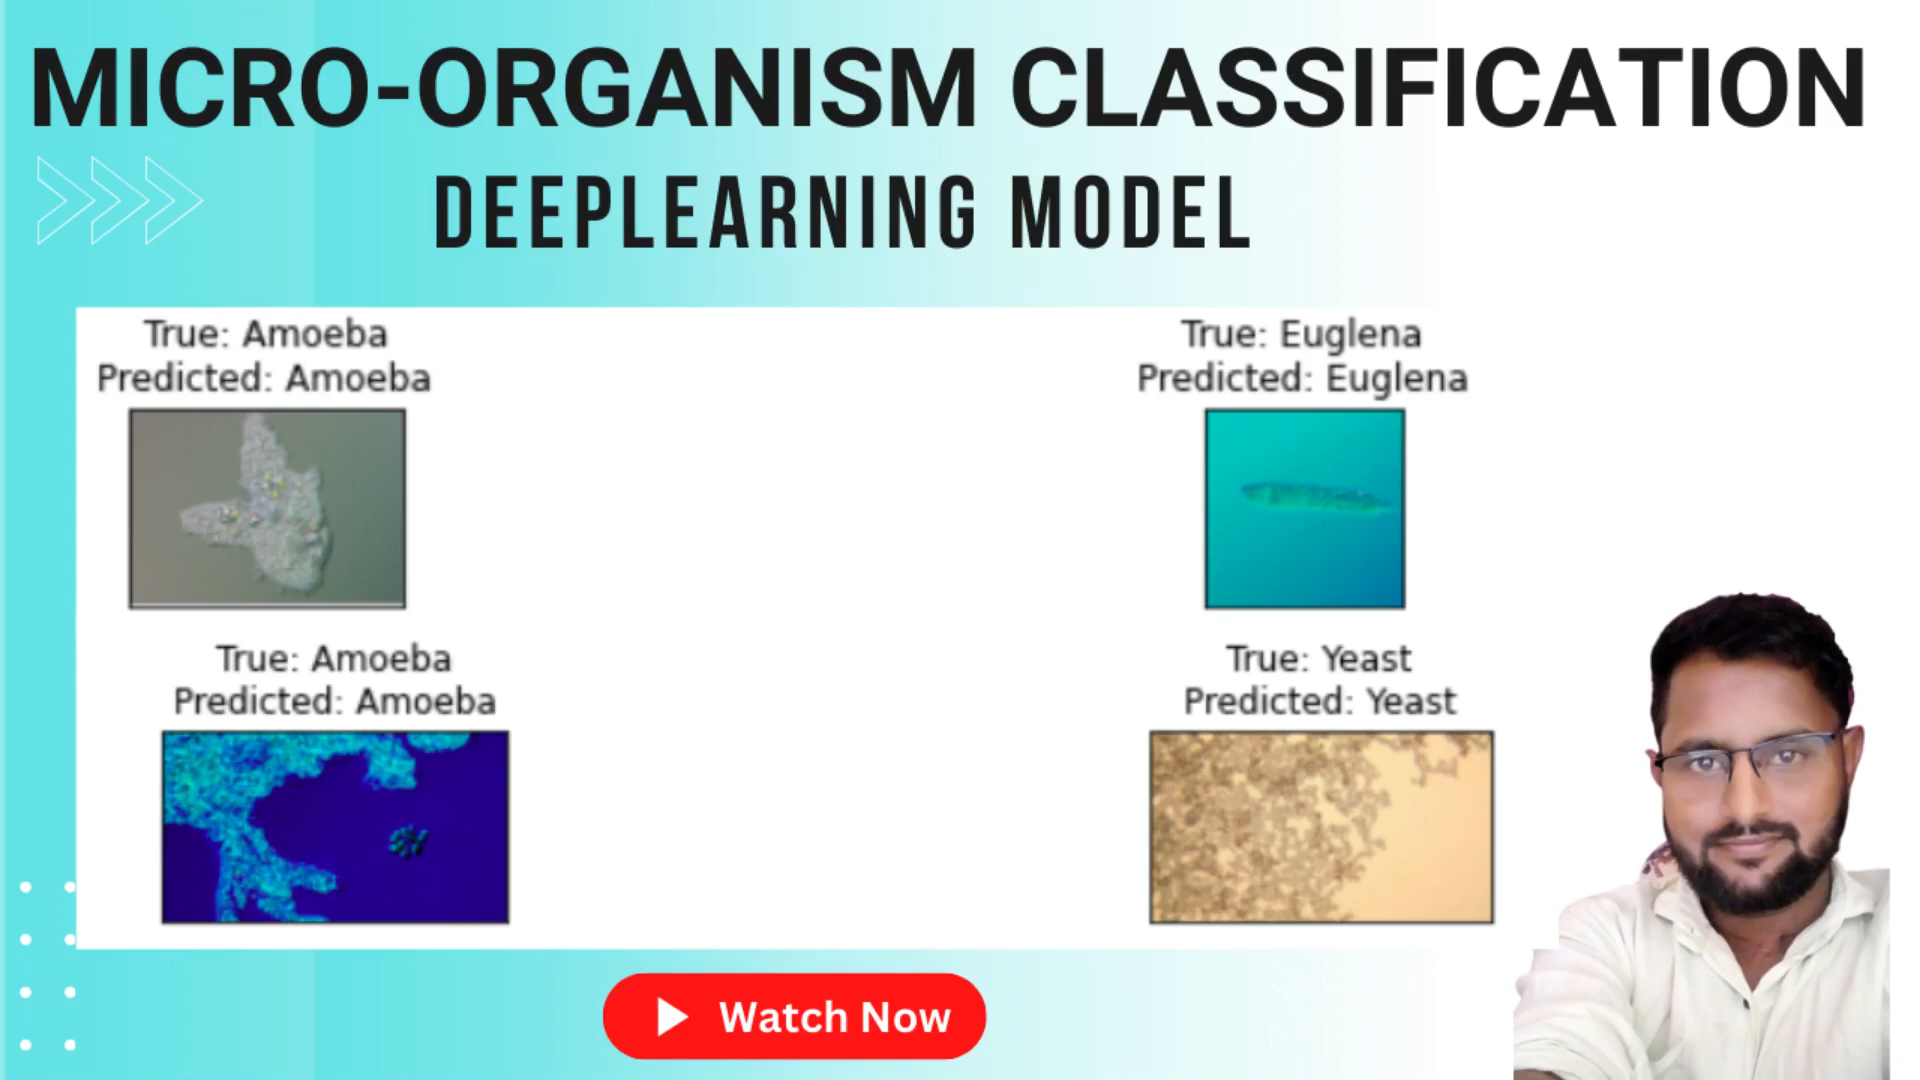 MICRO-ORGANISM CLASSIFICATION
DEEPLEARNING MODEL
True: Amoeba
Predicted: Amoeba
True: Euglena
Predicted: Euglena
True: Amoeba
Predicted: Amoeba
True: Yeast
Predicted: Yeast
Watch Now